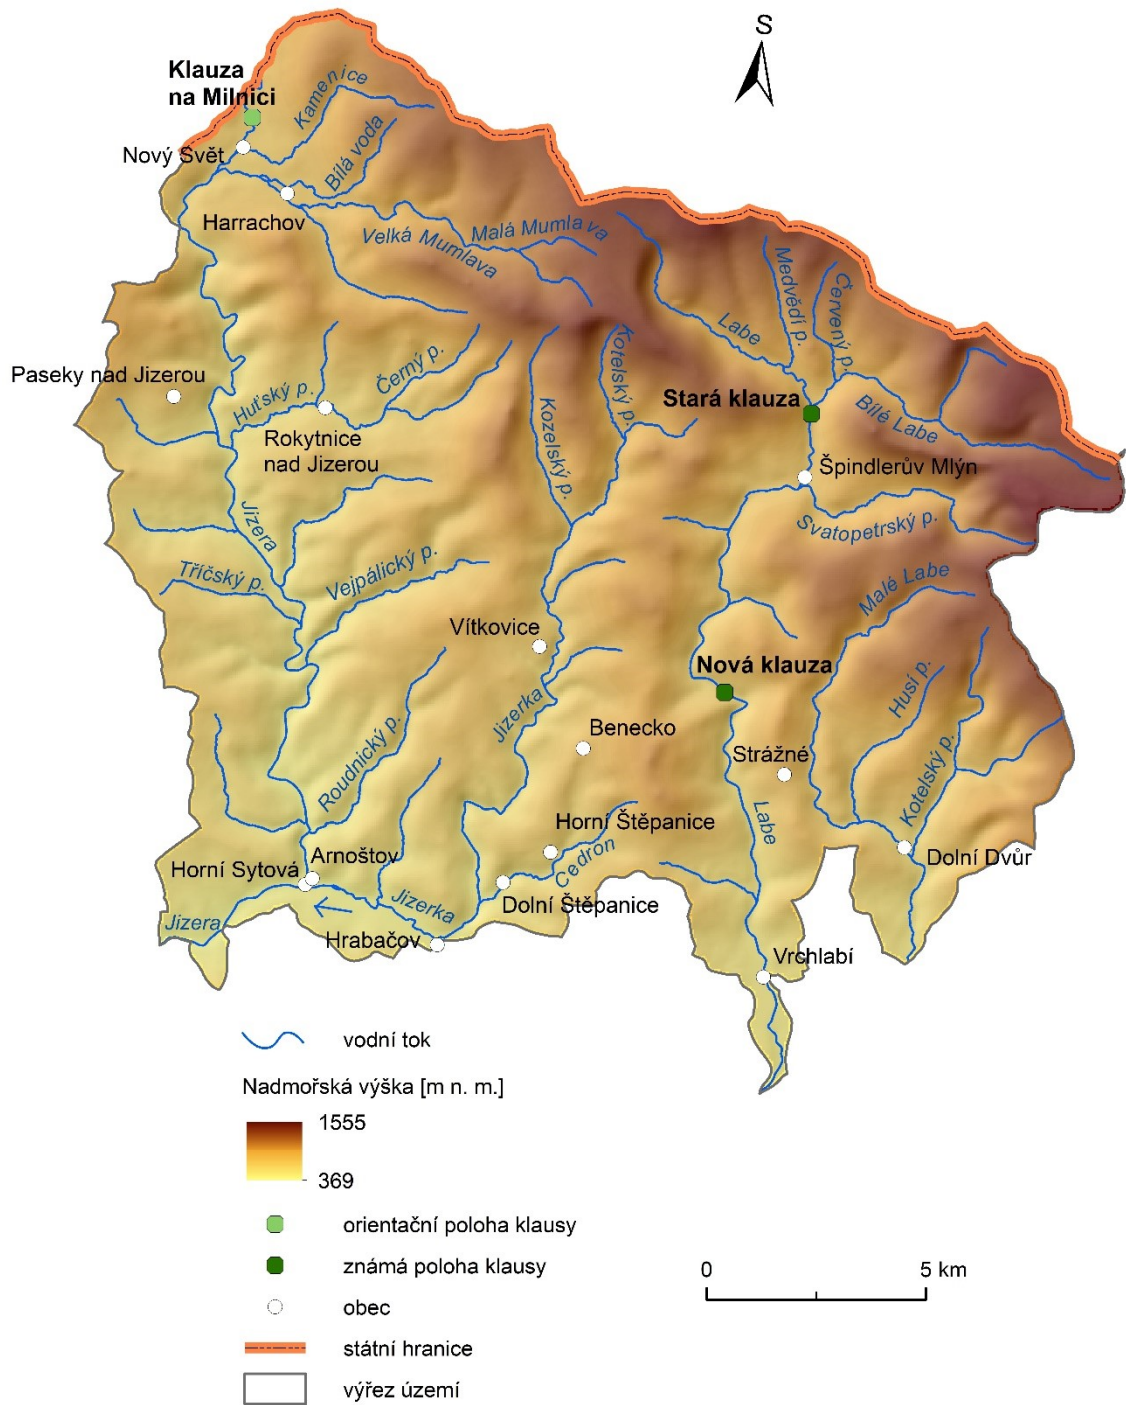 S
Klauza
na Milnici
Kamenice
Nový Svět
Bílá voda
Harrachov
Malá Mumlava
Velká Mumlava
Medvědí p.
Červený p.
Labe
Kotelský p.
Černý p.
Paseky nad Jizerou
Huťský p.
Stará klauza
Kozelský p.
Bílé Labe
Rokytnice
nad Jizerou
Špindlerův Mlýn
Jizera
Svatopetrský p.
Vejpálický p.
Tříčský p.
Malé Labe
Vítkovice
Nová klauza
Husí p.
Jizerka
Benecko
Strážné
Roudnický p.
Kotelský p.
Labe
Horní Štěpanice
Arnoštov
Cedron
Dolní Dvůr
Horní Sytová
Jizerka
Dolní Štěpanice
Jizera
Hrabačov
Vrchlabí
vodní tok
Nadmořská výška [m n. m.]
1555
369
orientační poloha klausy
známá poloha klausy
0 5 km
obec
státní hranice
výřez území